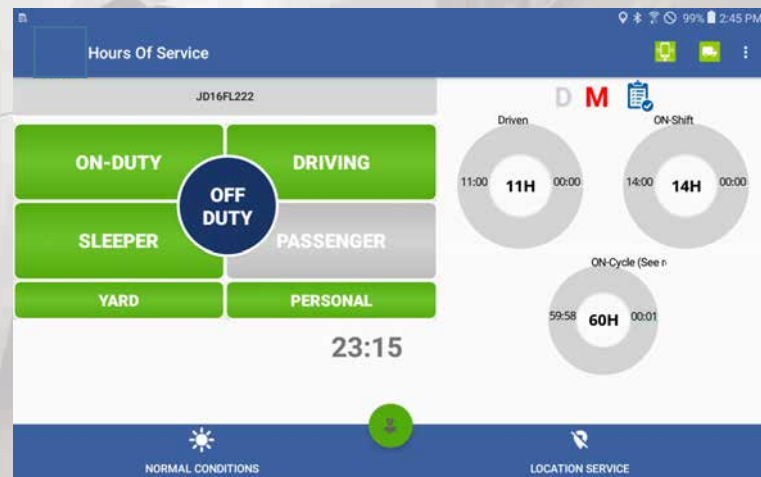 99% 2:45 PM
Hours Of Service
JD16FL222
D M
ON-DUTY
DRIVING
OFF
DUTY
SLEEPER
PASSENGER
YARD
PERSONAL
23:15
Driven
11:00 11H 00:00
ON-Shift
14:00 14H 00:00
ON-Cycle (See r
59:58 60H 00:01
NORMAL CONDITIONS
LOCATION SERVICE